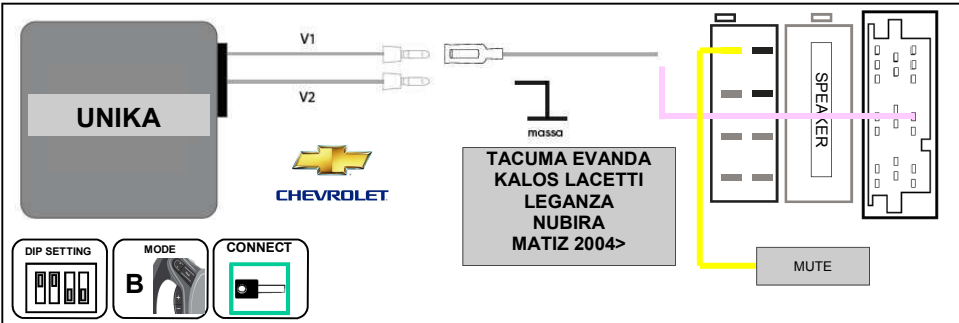 V1
V2
UNIKA
massa
CHEVROLET
TACUMA EVANDA
KALOS LACETTI
LEGANZA
NUBIRA
MATIZ 2004>
SPEAKER
MUTE
DIP SETTING
MODE
B
CONNECT